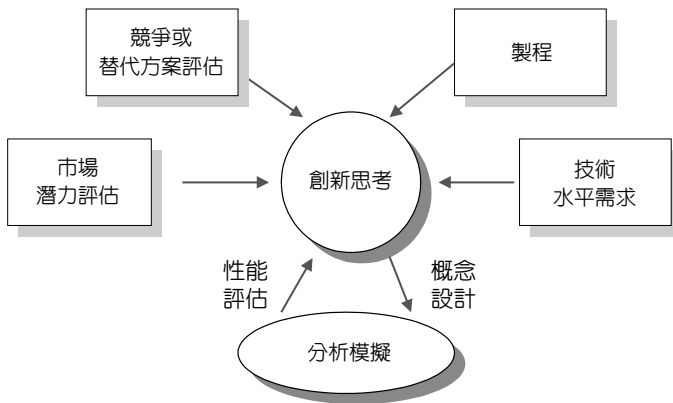 競爭或
替代方案評估
製程
市場
潛力評估
創新思考
技術
水平需求
性能
評估
概念
設計
分析模擬